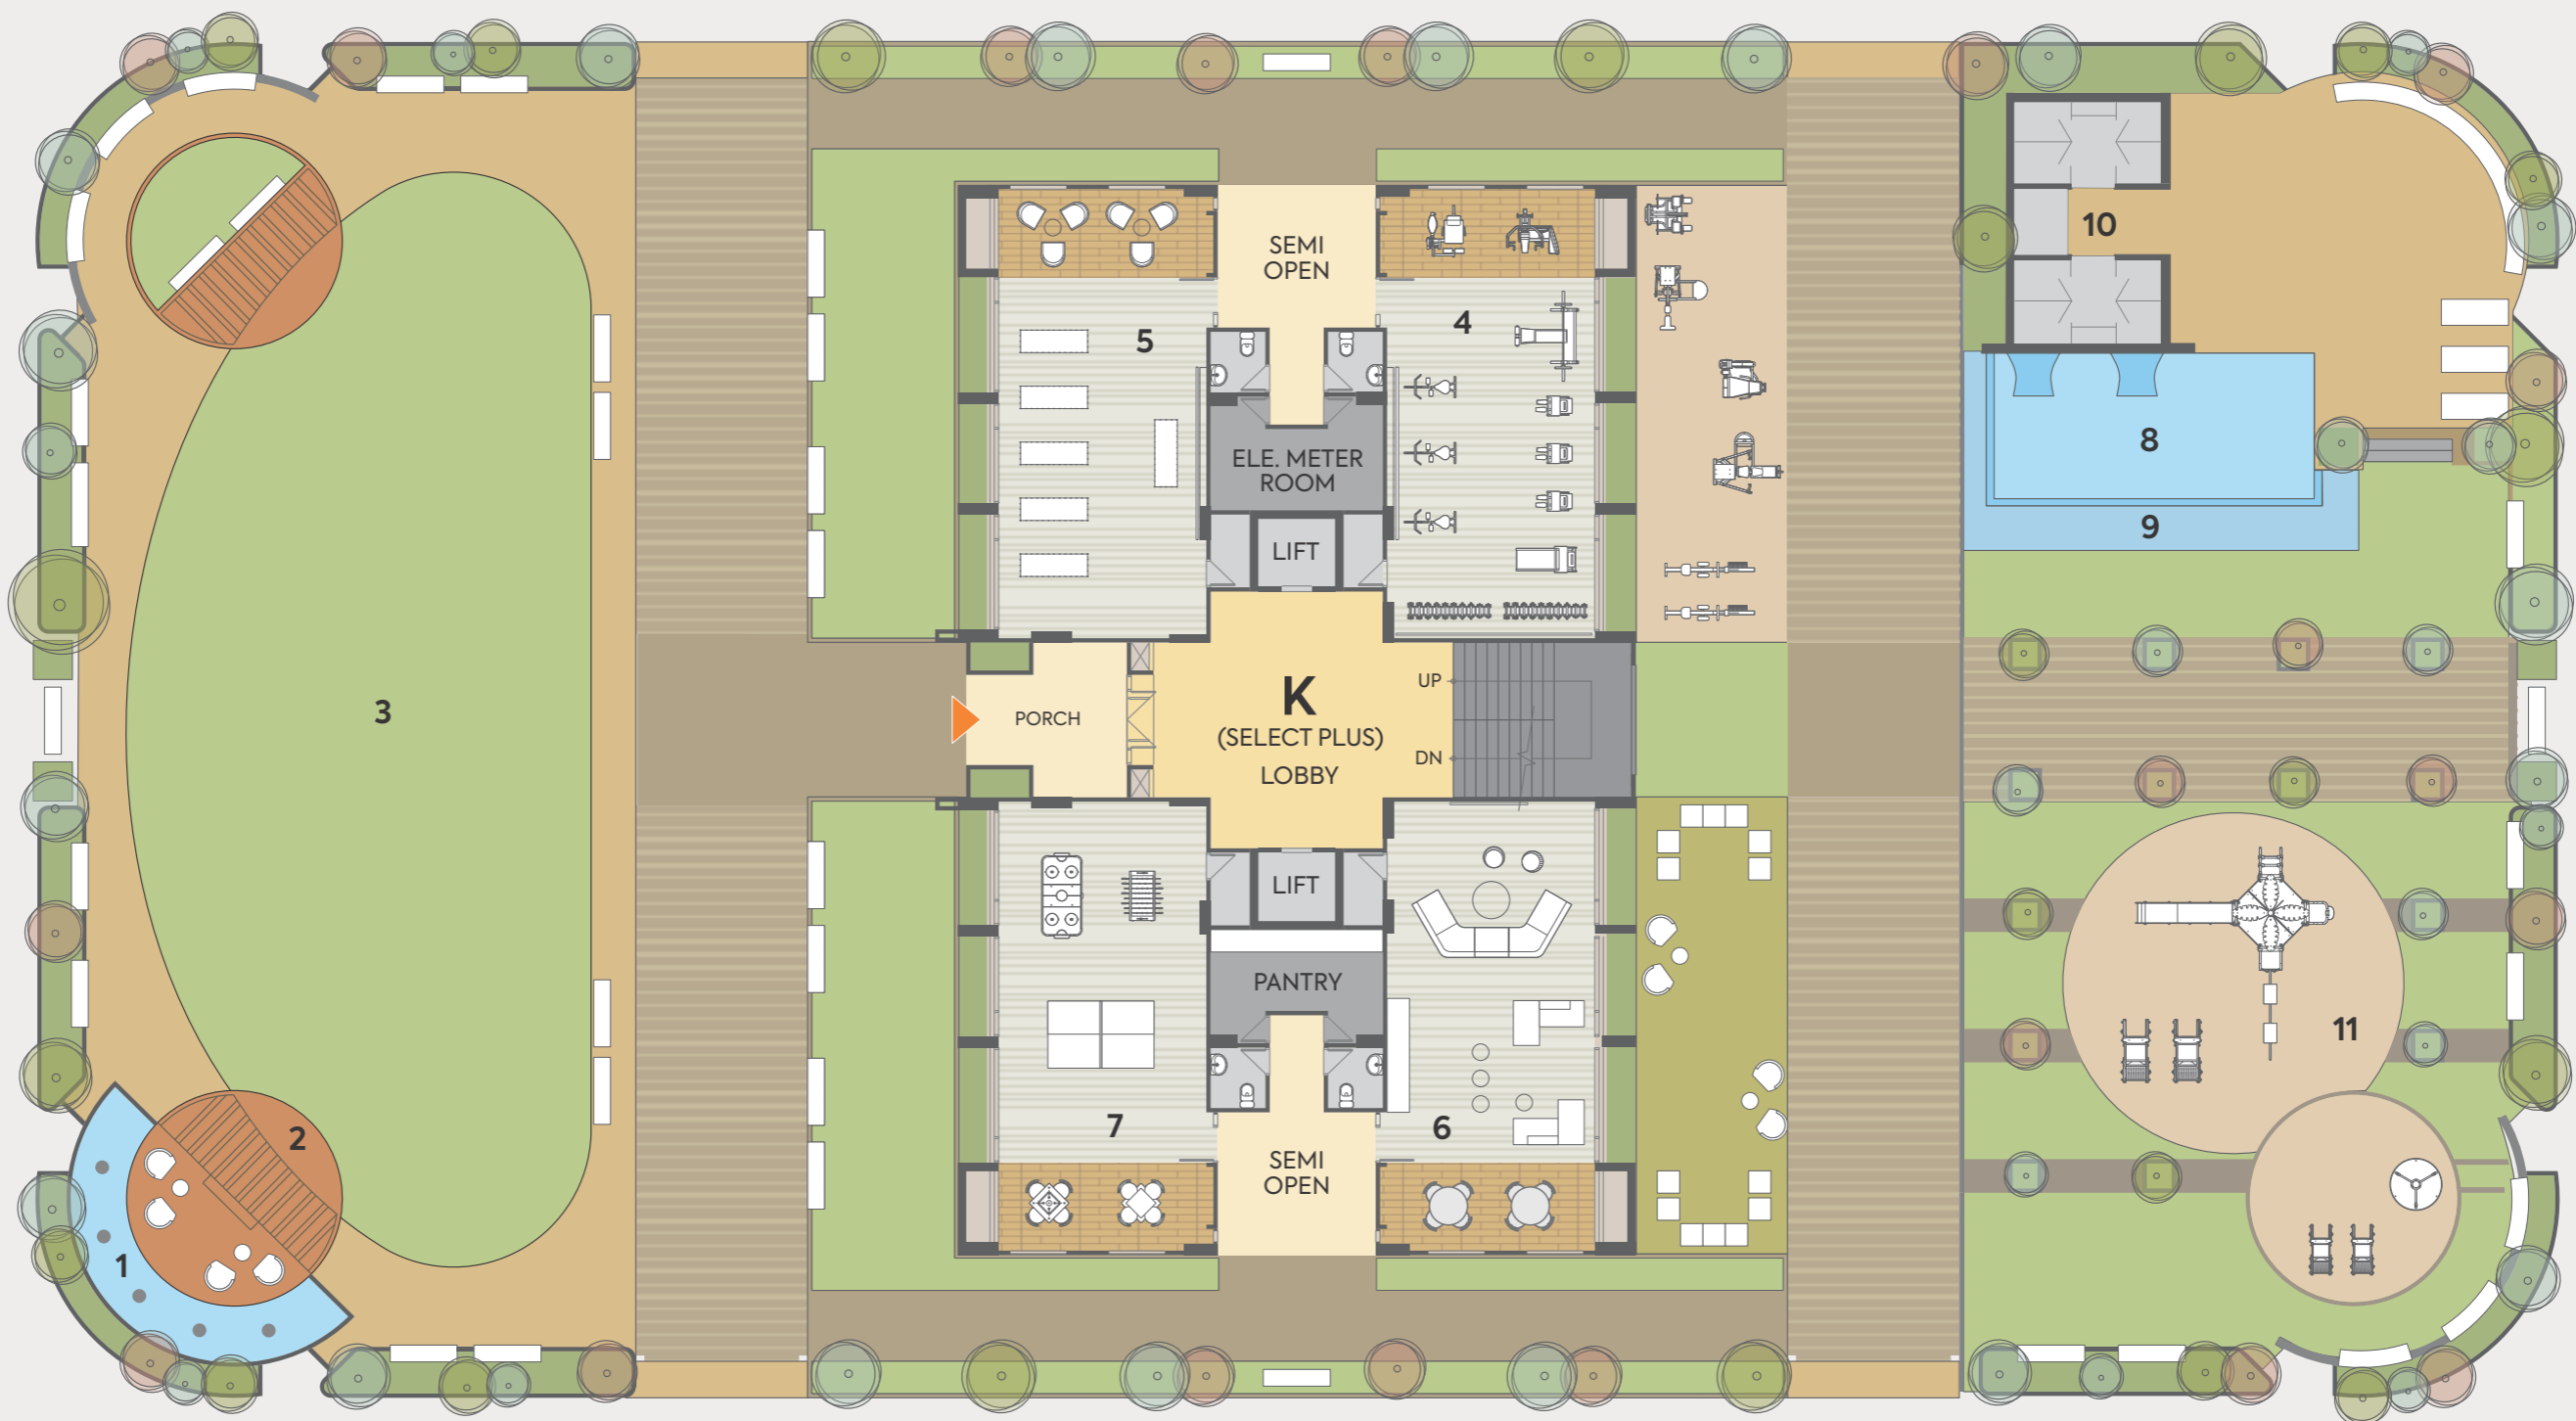 10
SEMI
OPEN
5
4
8
ELE. METER
ROOM
9
LIFT
3
PORCH
K
(SELECT PLUS)
LOBBY
UP
DN
LIFT
PANTRY
11
7
6
2
SEMI
OPEN
1